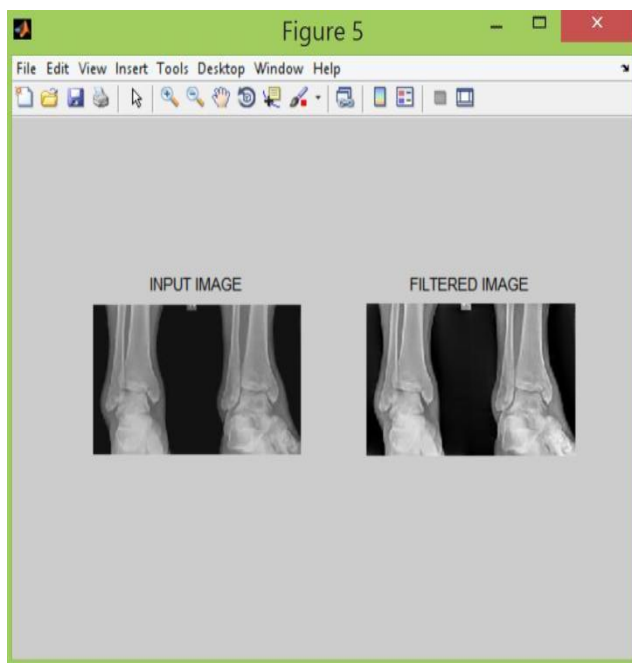 Figure 5
File Edit View Insert Tools Desktop Window Help
INPUT IMAGE
FILTERED IMAGE